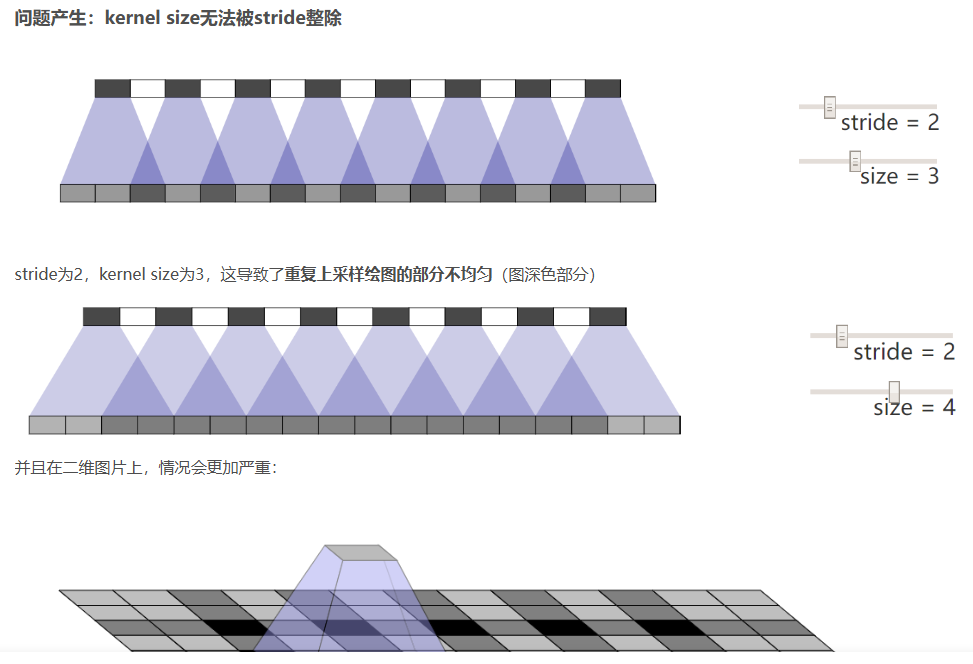 问题产生：kernel size无法被stride整除
stride = 2
size = 3
stride为2，kernel size为3，这导致了重复上采样绘图的部分不均匀（图深色部分）
stride = 2
size = 4
并且在二维图片上，情况会更加严重：